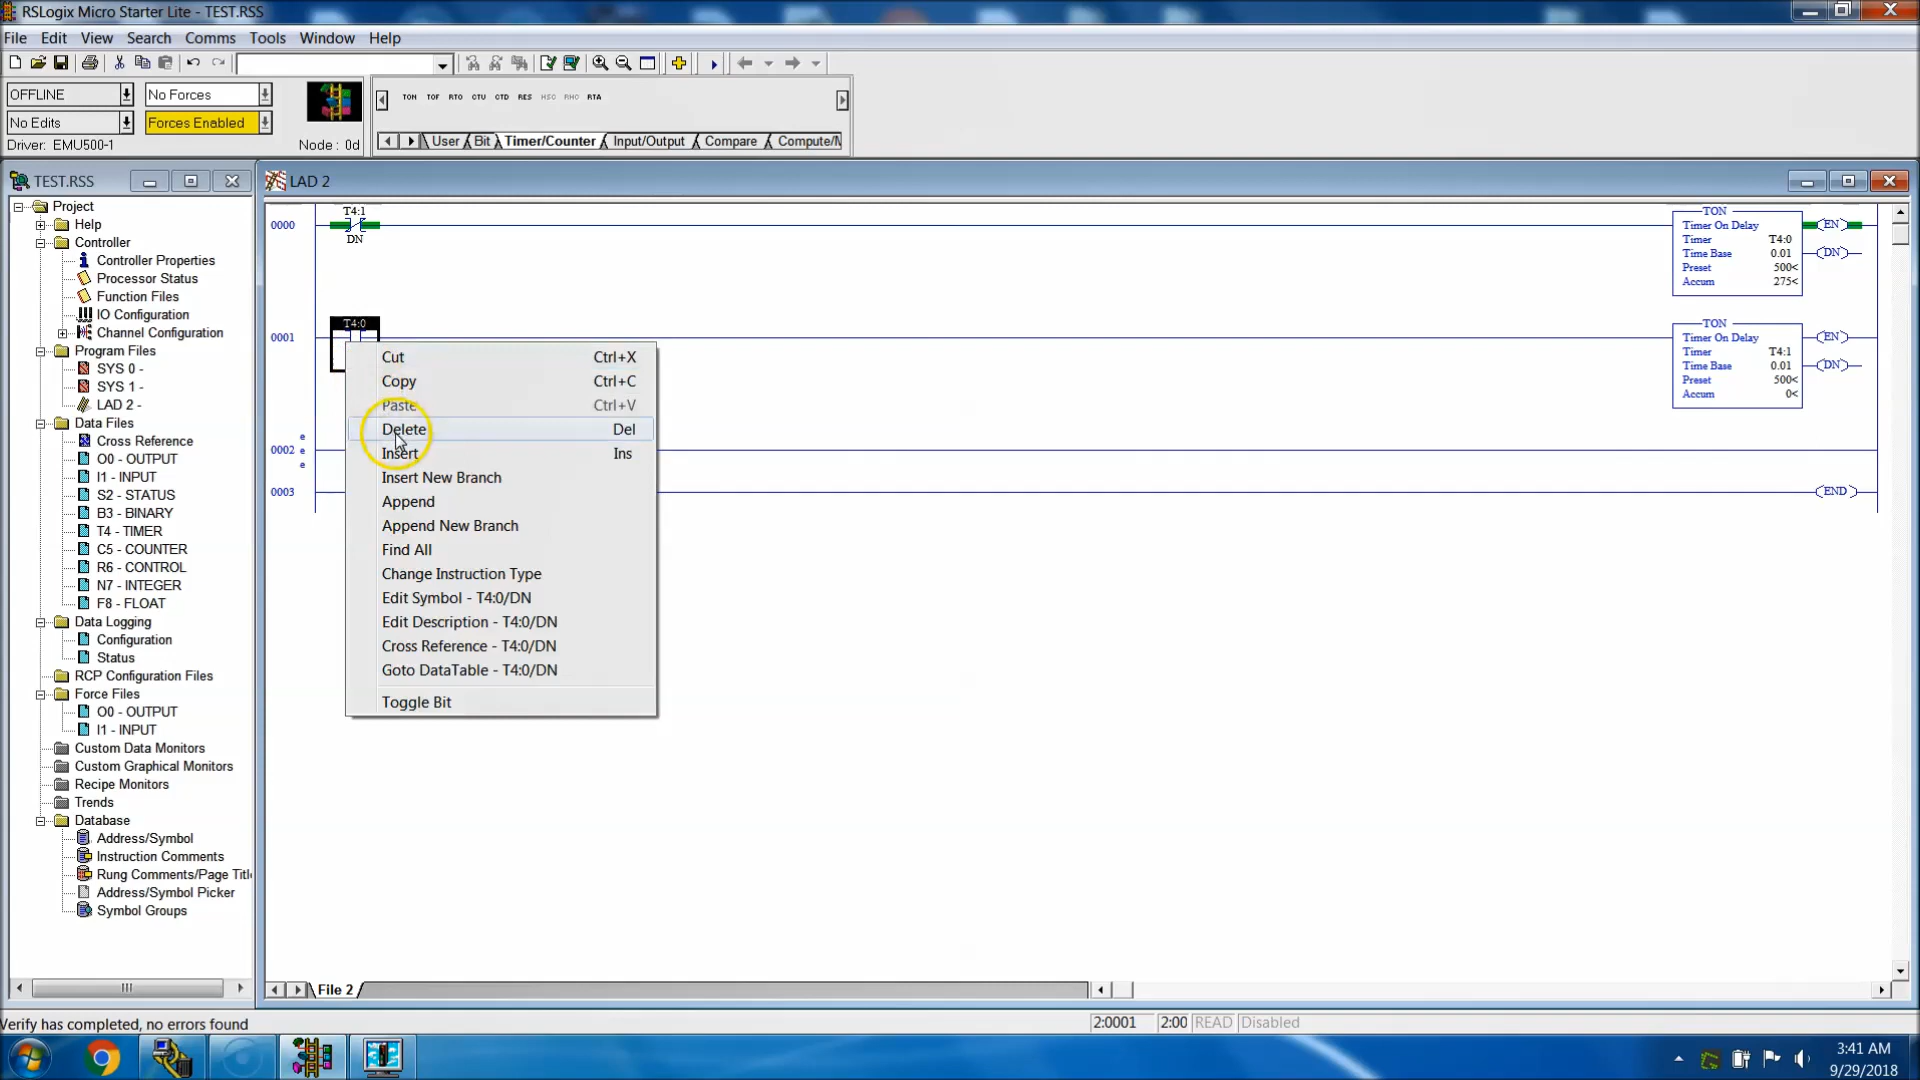 RSLogix Micro Starter Lite - TEST.RSS
File Edit View Search Comms Tools Window Help
OFFLINE No Forces
No Edits Forces Enabled
Driver: EMU500-1 Node : 0d
TON TOF RTO CTU CTD RES HSC RHC RTA
User Bit Timer/Counter Input/Output Compare Compute/M
TEST.RSS
Project
Help
Controller
Controller Properties
Processor Status
Function Files
IO Configuration
Channel Configuration
Program Files
SYS 0 -
SYS 1 -
LAD 2 -
Data Files
Cross Reference
O0 - OUTPUT
I1 - INPUT
S2 - STATUS
B3 - BINARY
T4 - TIMER
C5 - COUNTER
R6 - CONTROL
N7 - INTEGER
F8 - FLOAT
Data Logging
Configuration
Status
RCP Configuration Files
Force Files
O0 - OUTPUT
I1 - INPUT
Custom Data Monitors
Custom Graphical Monitors
Recipe Monitors
Trends
Database
Address/Symbol
Instruction Comments
Rung Comments/Page Title
Address/Symbol Picker
Symbol Groups
LAD 2
0000
T4:1
DN
TON
Timer On Delay
Timer T4:0
Time Base 0.01
Preset 500<
Accum 275<
EN
DN
0001
T4:0
TON
Timer On Delay
Timer T4:1
Time Base 0.01
Preset 500<
Accum 0<
EN
DN
e
0002 e
e
0003
END
Cut Ctrl+X
Copy Ctrl+C
Paste Ctrl+V
Delete Del
Insert Ins
Insert New Branch
Append
Append New Branch
Find All
Change Instruction Type
Edit Symbol - T4:0/DN
Edit Description - T4:0/DN
Cross Reference - T4:0/DN
Goto DataTable - T4:0/DN
Toggle Bit
File 2
Verify has completed, no errors found
2:0001 2:00 READ Disabled
3:41 AM
9/29/2018